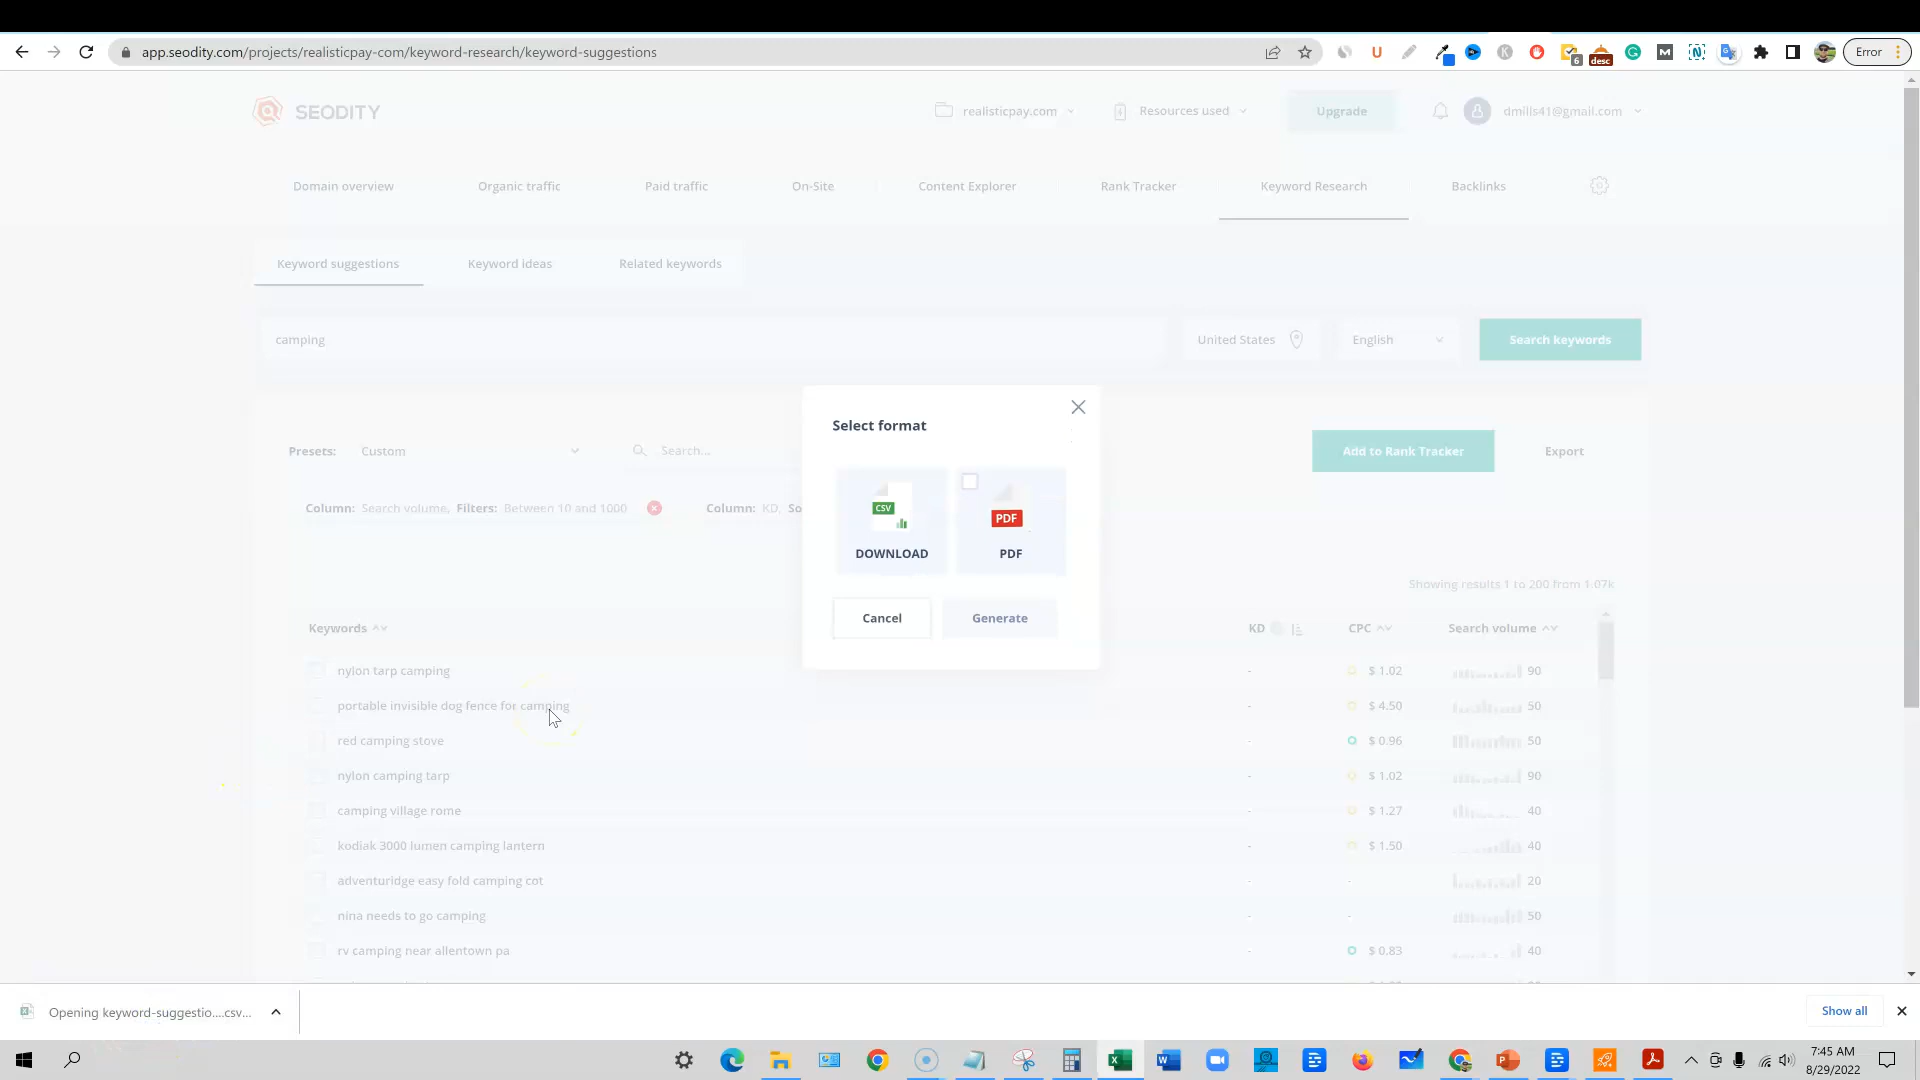 app.seodity.com/projects/realisticpay-com/keyword-research/keyword-suggestions
U
K
6
desc
M
N
Error
SEODITY
realisticpay.com
Resources used
Upgrade
dmills41@gmail.com
Domain overview
Organic traffic
Paid traffic
On-Site
Content Explorer
Rank Tracker
Keyword Research
Backlinks
Keyword suggestions
Keyword ideas
Related keywords
camping
United States
English
Search keywords
Select format
Presets: Custom
Search...
Add to Rank Tracker
Export
Column: Search volume, Filters: Between 10 and 1000
Column: KD, So
CSV
DOWNLOAD
PDF
PDF
Cancel
Generate
Showing results 1 to 200 from 1.07k
Keywords KD CPC Search volume
nylon tarp camping - $ 1.02 90
portable invisible dog fence for camping - $ 4.50 50
red camping stove - $ 0.96 50
nylon camping tarp - $ 1.02 90
camping village rome - $ 1.27 40
kodiak 3000 lumen camping lantern - $ 1.50 40
adventuridge easy fold camping cot - - 20
nina needs to go camping - - 50
rv camping near allentown pa - $ 0.83 40
Opening keyword-suggestio....csv...
Show all
7:45 AM
8/29/2022